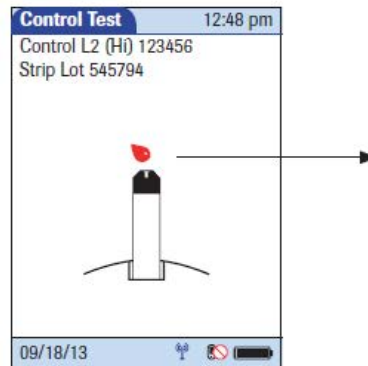 Control Test 12:48 pm
Control L2 (Hi) 123456
Strip Lot 545794
09/18/13